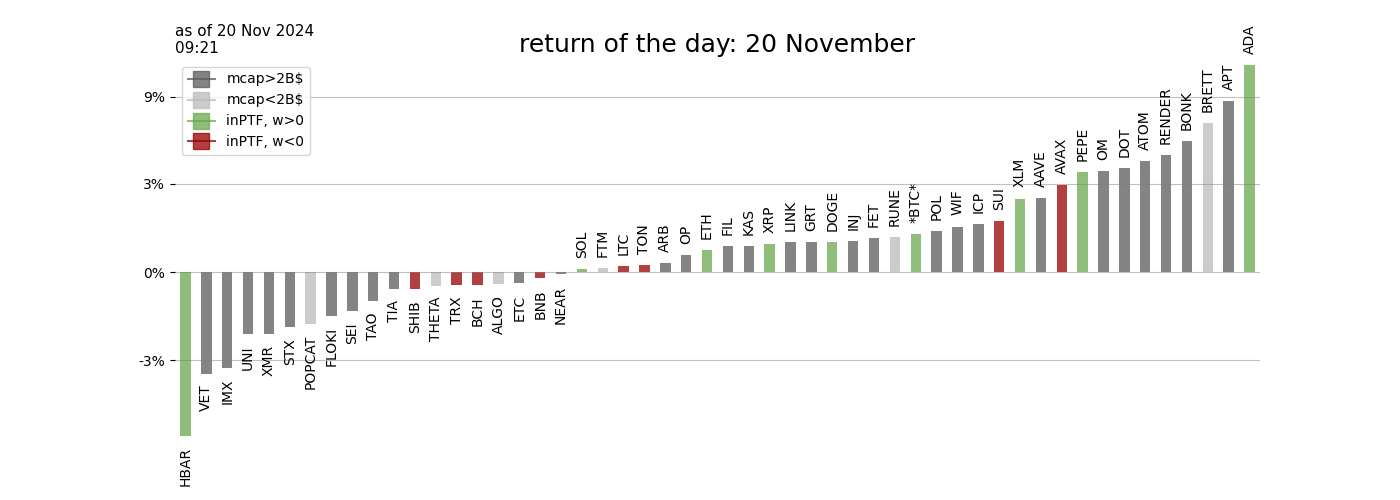 as of 20 Nov 2024
09:21
return of the day: 20 November
mcap>2B$
mcap<2B$
inPTF, w>0
inPTF, w<0
9%
3%
0%
-3%
HBAR
VET
IMX
UNI
XMR
STX
POPCAT
FLOKI
SEI
TAO
TIA
SHIB
THETA
TRX
BCH
ALGO
ETC
BNB
NEAR
SOL
FTM
LTC
TON
ARB
OP
ETH
FIL
KAS
XRP
LINK
GRT
DOGE
INJ
FET
RUNE
*BTC*
POL
WIF
ICP
SUI
XLM
AAVE
AVAX
PEPE
OM
DOT
ATOM
RENDER
BONK
BRETT
APT
ADA